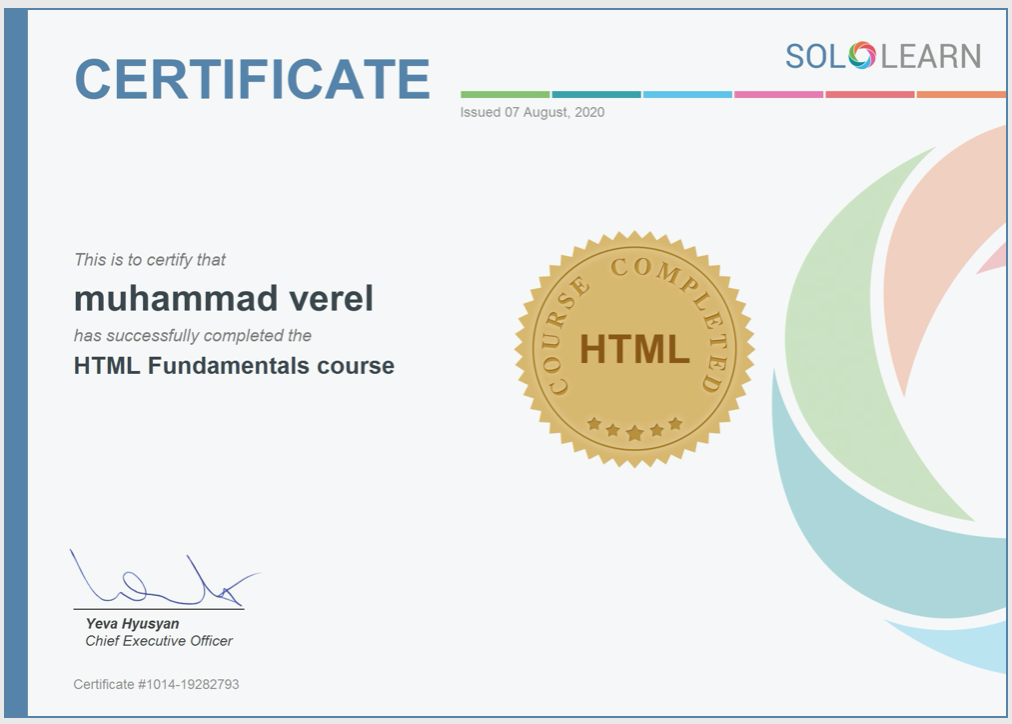 CERTIFICATE
SOLOLEARN
Issued 07 August, 2020
This is to certify that
muhammad verel
has successfully completed the
HTML Fundamentals course
COURSE COMPLETED
HTML
Yeva Hyusyan
Chief Executive Officer
Certificate #1014-19282793